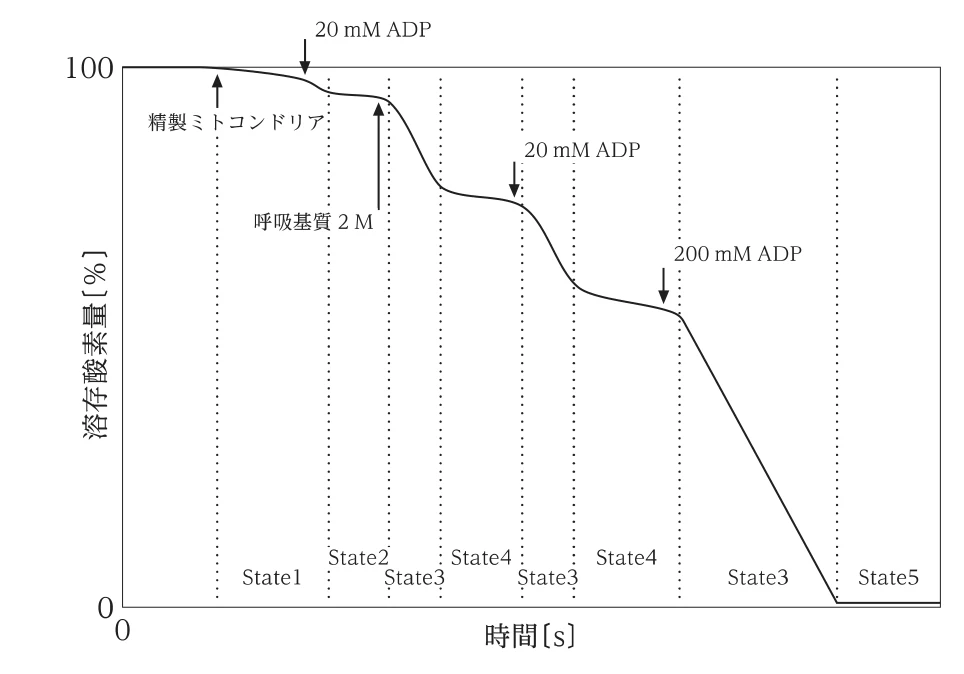 20 mM ADP
100
精製ミトコンドリア
20 mM ADP
呼吸基質 2 M
200 mM ADP
溶存酸素量[%]
State1
State2
State3
State4
State3
State4
State3
State5
0
0
時間[s]